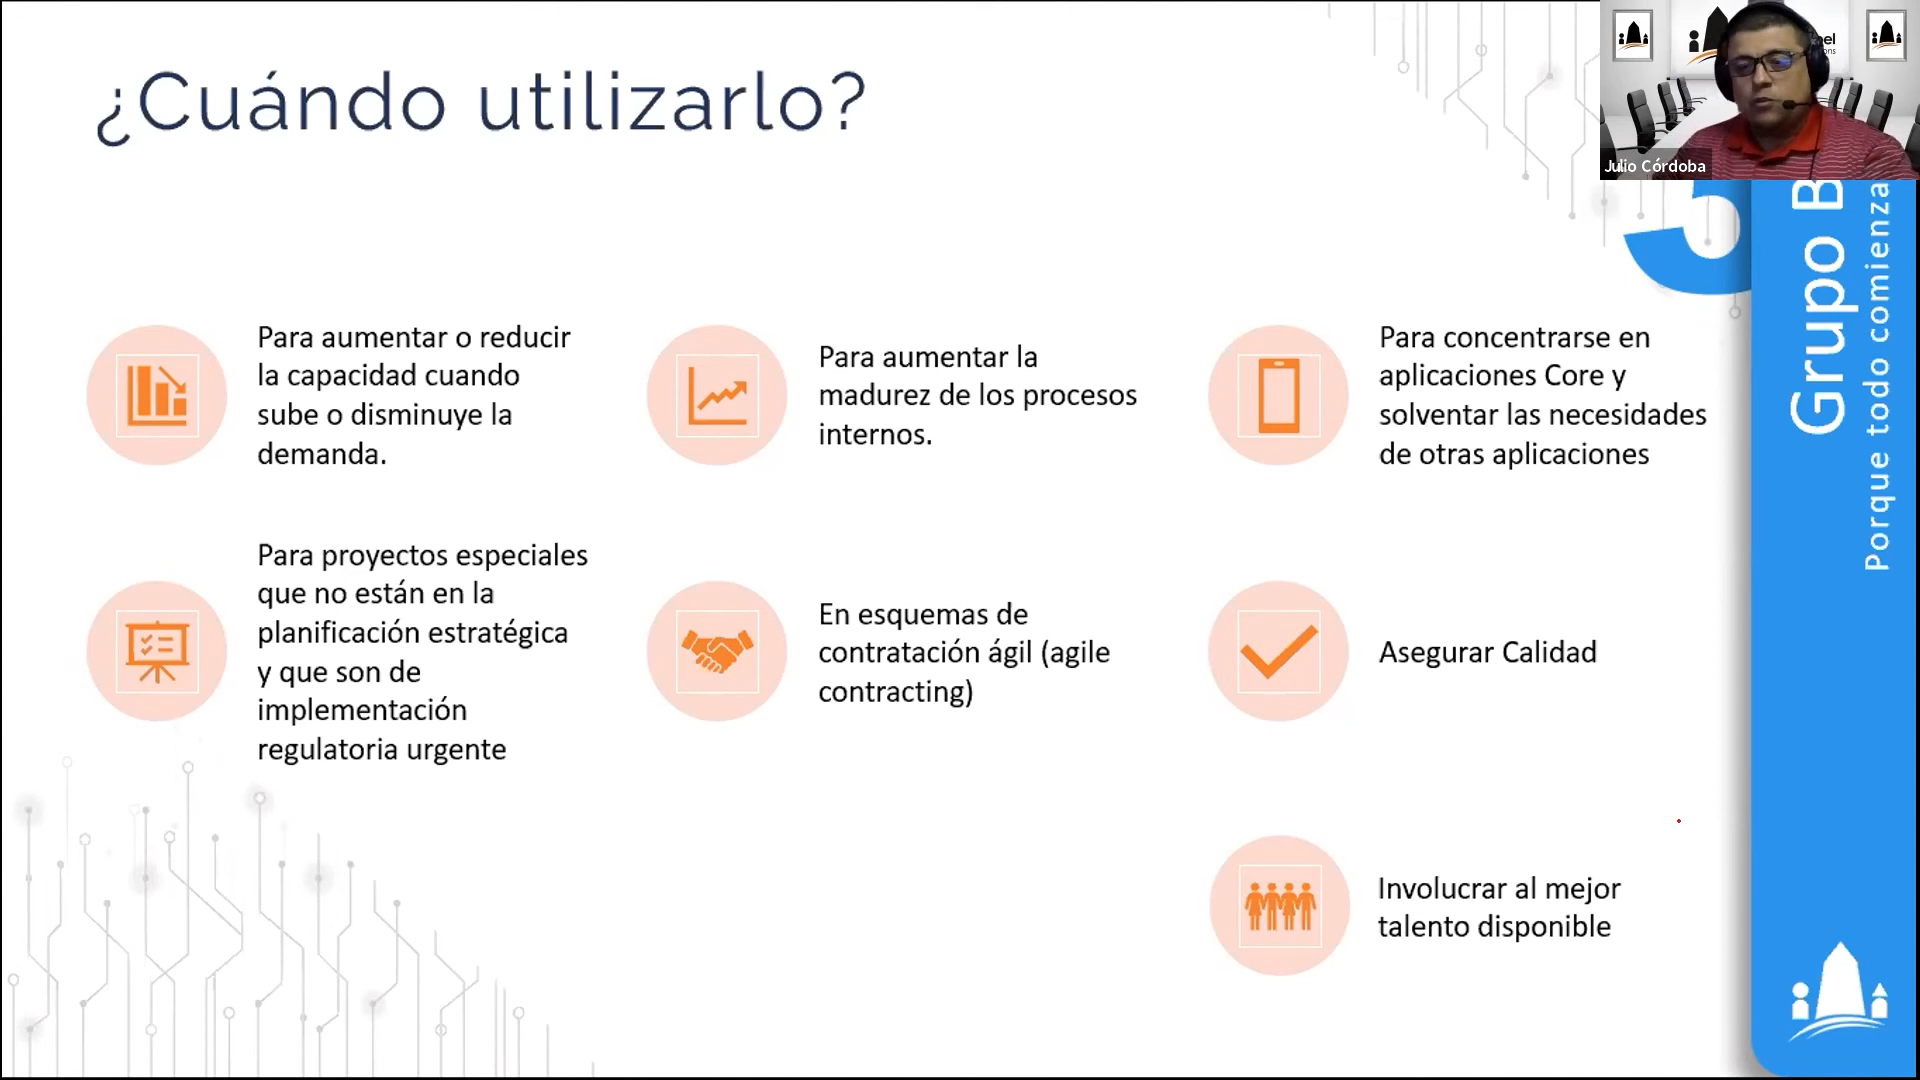 ¿Cuándo utilizarlo?
Julio Córdoba
Para aumentar o reducir
la capacidad cuando
sube o disminuye la
demanda.
Para aumentar la
madurez de los procesos
internos.
Para concentrarse en
aplicaciones Core y
solventar las necesidades
de otras aplicaciones
Para proyectos especiales
que no están en la
planificación estratégica
y que son de
implementación
regulatoria urgente
En esquemas de
contratación ágil (agile
contracting)
Asegurar Calidad
Involucrar al mejor
talento disponible
Grupo B
Porque todo comienza